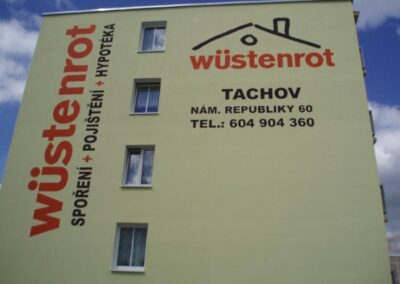 wüstenrot
SPOŘENÍ + POJIŠTĚNÍ + HYPOTÉKA
wüstenrot
TACHOV
NÁM. REPUBLIKY 60
TEL.: 604 904 360